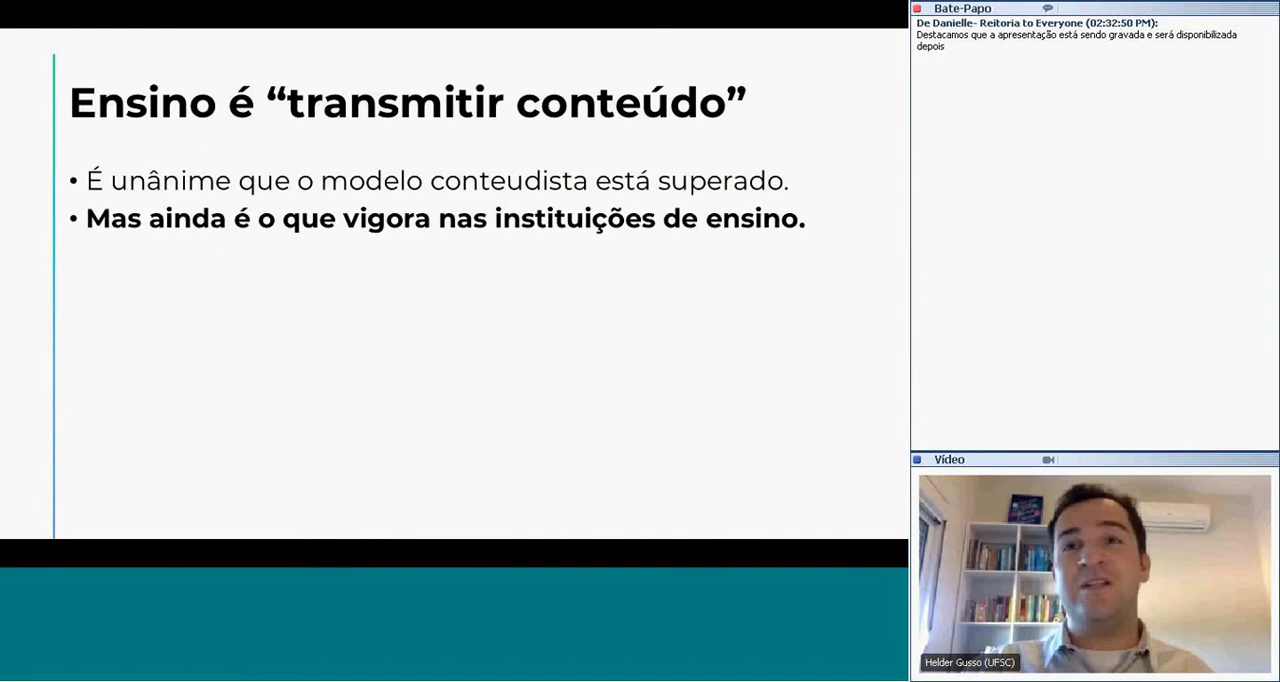 Ensino é “transmitir conteúdo”
• É unânime que o modelo conteudista está superado.
• Mas ainda é o que vigora nas instituições de ensino.
Bate-Papo
De Danielle- Reitoria to Everyone (02:32:50 PM):
Destacamos que a apresentação está sendo gravada e será disponibilizada
depois
Vídeo
Helder Gusso (UFSC)